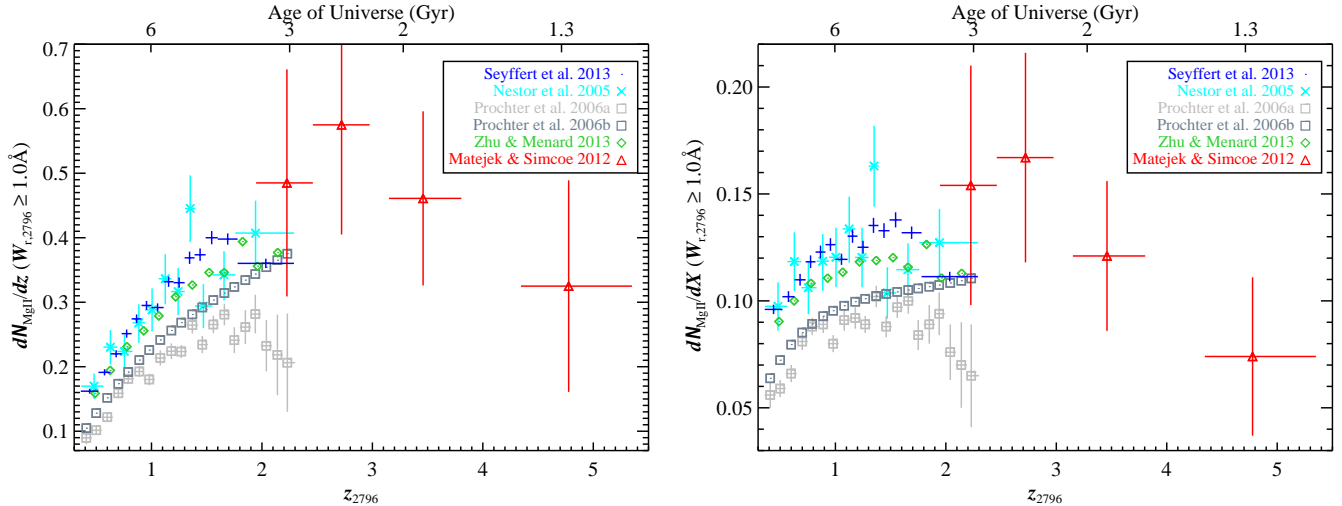 Age of Universe (Gyr)
6 3 2 1.3
0.7
0.6
0.5
0.4
0.3
0.2
0.1
dN_MgII/dz (W_r,2796 ≥ 1.0Å)
Seyffert et al. 2013
Nestor et al. 2005
Prochter et al. 2006a
Prochter et al. 2006b
Zhu & Menard 2013
Matejek & Simcoe 2012
1 2 3 4 5
z_2796
Age of Universe (Gyr)
6 3 2 1.3
0.20
0.15
0.10
0.05
dN_MgII/dX (W_r,2796 ≥ 1.0Å)
Seyffert et al. 2013
Nestor et al. 2005
Prochter et al. 2006a
Prochter et al. 2006b
Zhu & Menard 2013
Matejek & Simcoe 2012
1 2 3 4 5
z_2796